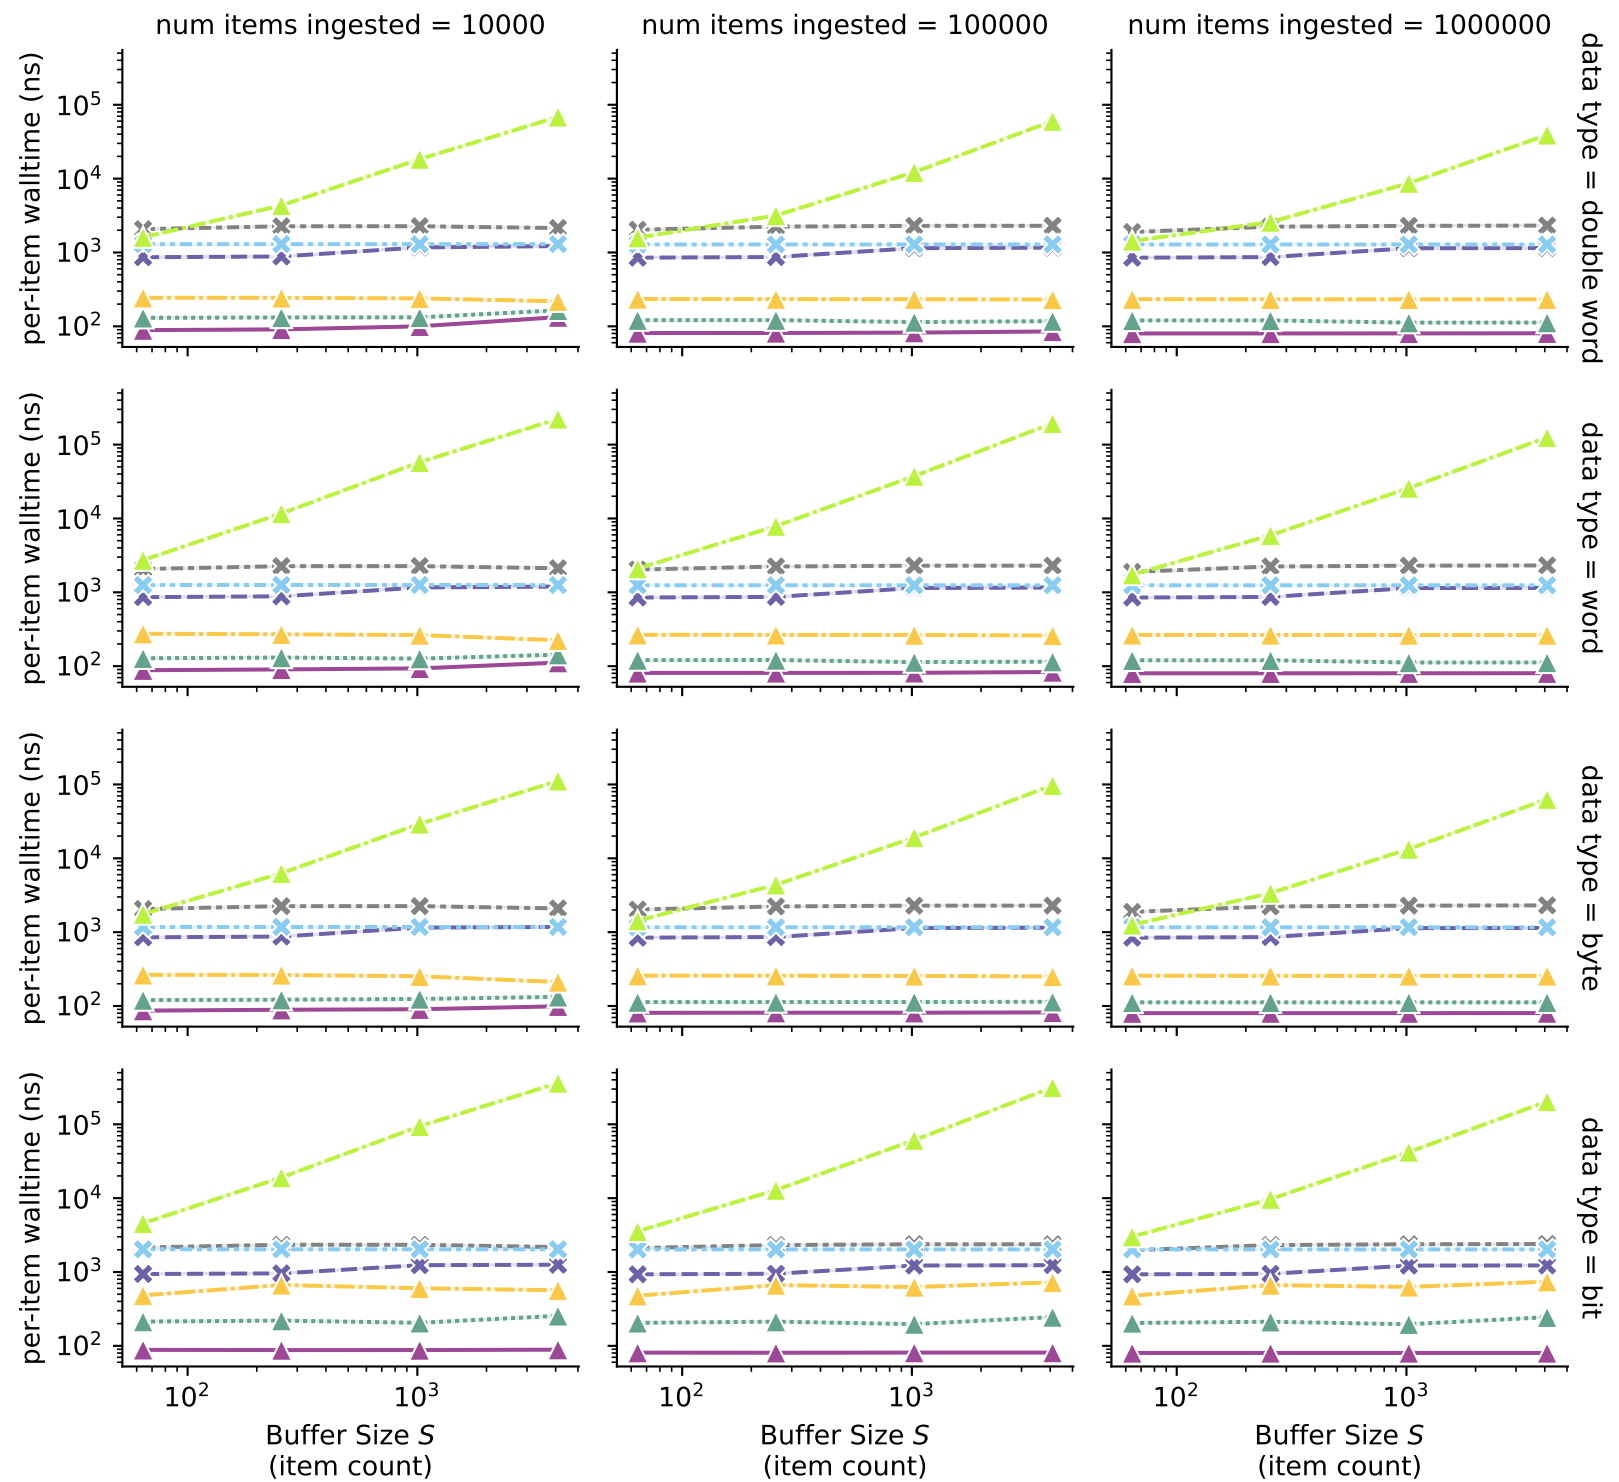 num items ingested = 10000
num items ingested = 100000
num items ingested = 1000000
per-item walltime (ns)
10^5
10^4
10^3
10^2
data type = double word
per-item walltime (ns)
10^5
10^4
10^3
10^2
data type = word
per-item walltime (ns)
10^5
10^4
10^3
10^2
data type = byte
per-item walltime (ns)
10^5
10^4
10^3
10^2
data type = bit
10^2
10^3
10^2
10^3
10^2
10^3
Buffer Size S
(item count)
Buffer Size S
(item count)
Buffer Size S
(item count)